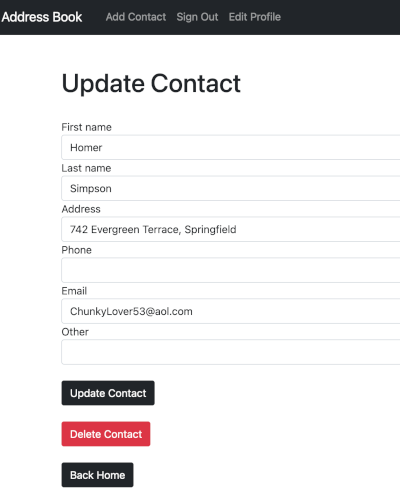 Address Book Add Contact Sign Out Edit Profile
Update Contact
First name
Homer
Last name
Simpson
Address
742 Evergreen Terrace, Springfield
Phone
Email
ChunkyLover53@aol.com
Other
Update Contact
Delete Contact
Back Home